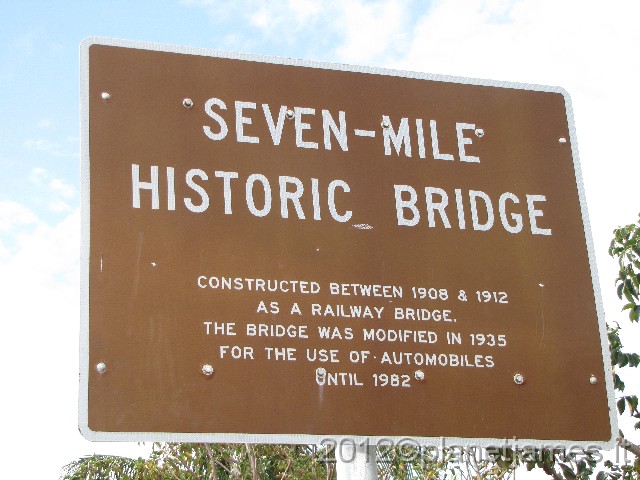 SEVEN-MILE
HISTORIC BRIDGE
CONSTRUCTED BETWEEN 1908 & 1912
AS A RAILWAY BRIDGE.
THE BRIDGE WAS MODIFIED IN 1935
FOR THE USE OF AUTOMOBILES
UNTIL 1982
2012©planetjames.it